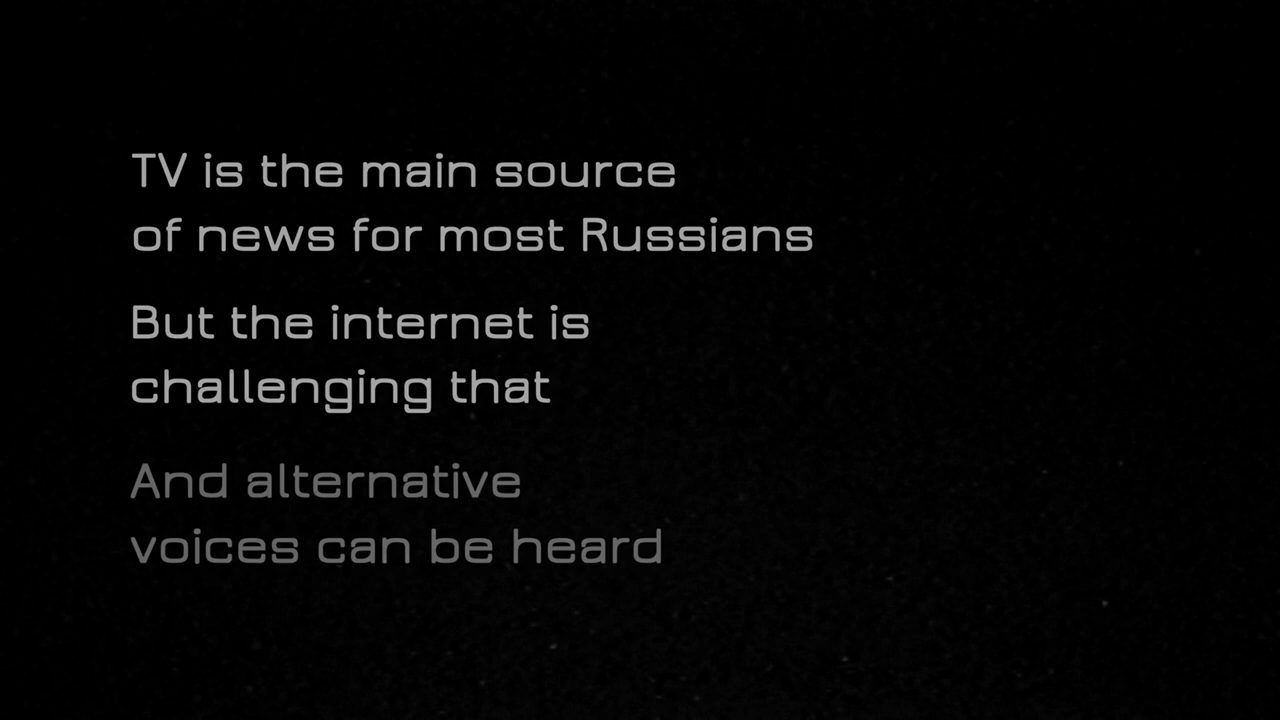 TV is the main source
of news for most Russians
But the internet is
challenging that
And alternative
voices can be heard